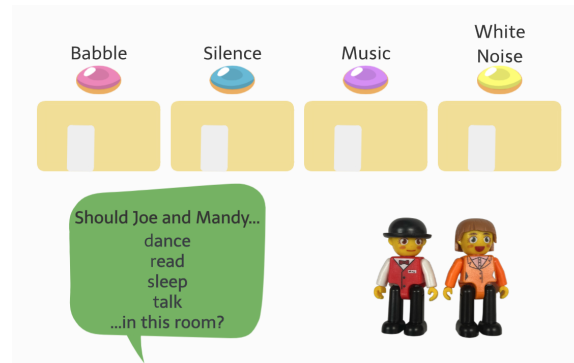 Babble
Silence
Music
White
Noise
Should Joe and Mandy...
dance
read
sleep
talk
...in this room?